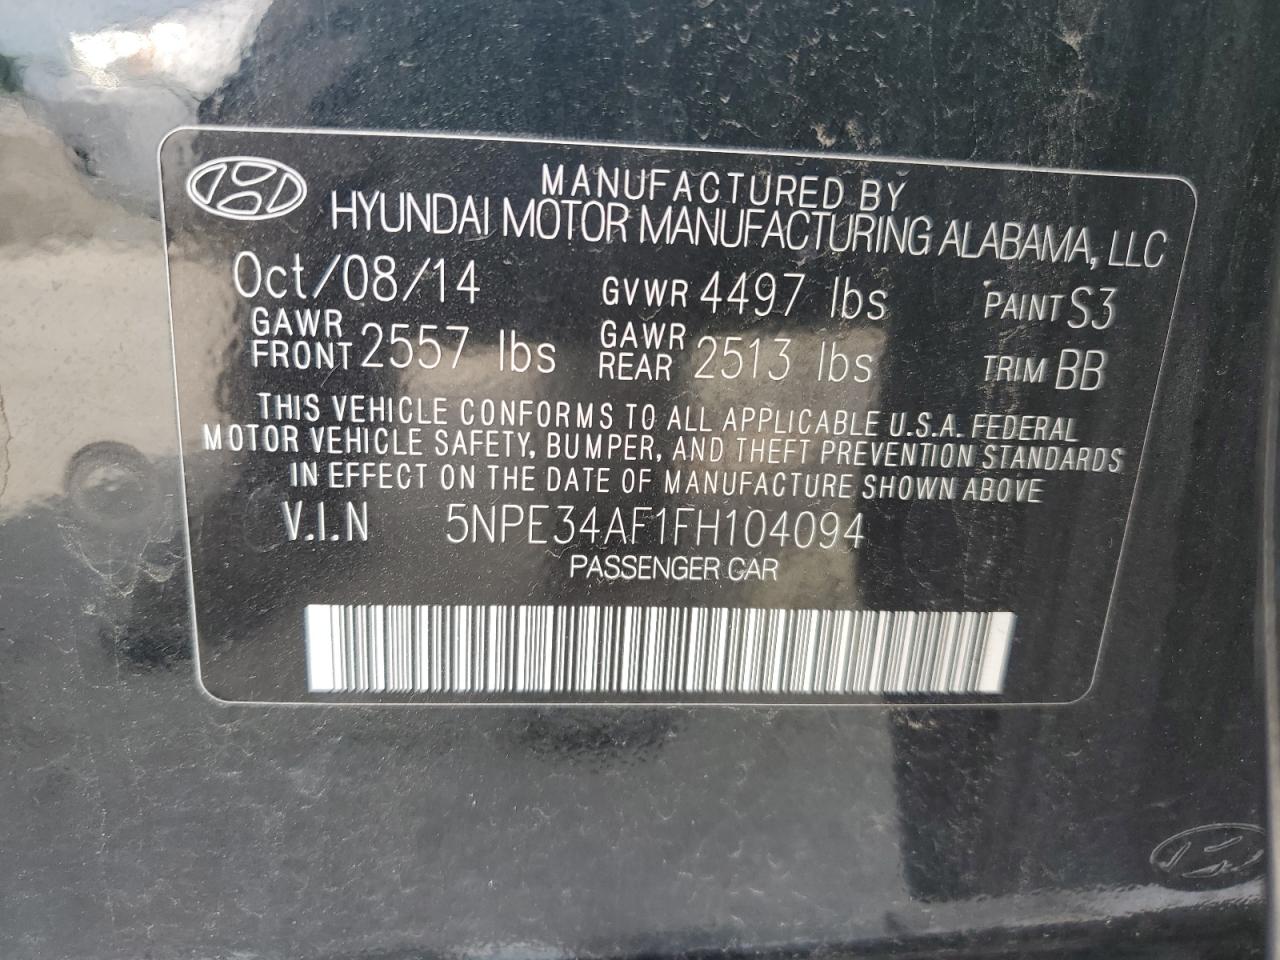 MANUFACTURED BY
HYUNDAI MOTOR MANUFACTURING ALABAMA, LLC
Oct/08/14 GVWR 4497 lbs PAINT S3
GAWR FRONT 2557 lbs GAWR REAR 2513 lbs TRIM BB
THIS VEHICLE CONFORMS TO ALL APPLICABLE U.S.A. FEDERAL
MOTOR VEHICLE SAFETY, BUMPER, AND THEFT PREVENTION STANDARDS
IN EFFECT ON THE DATE OF MANUFACTURE SHOWN ABOVE
V.I.N 5NPE34AF1FH104094
PASSENGER CAR